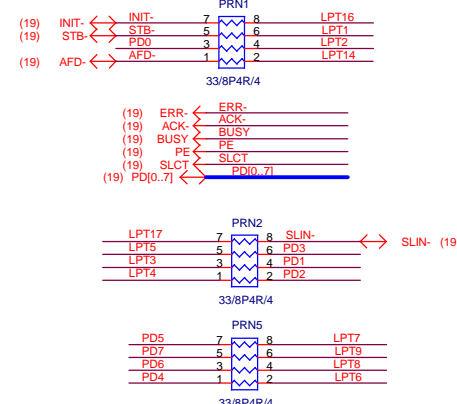 PRN1
(19) INIT- INIT- 7 8 LPT16
(19) STB- STB- 5 6 LPT1
PD0 3 4 LPT2
(19) AFD- AFD- 1 2 LPT14
33/8P4R/4
(19) ERR- ERR-
(19) ACK- ACK-
(19) BUSY BUSY
(19) PE PE
(19) SLCT SLCT
(19) PD[0..7] PD[0..7]
PRN2
LPT17 7 8 SLIN- SLIN- (19
LPT5 5 6 PD3
LPT3 3 4 PD1
LPT4 1 2 PD2
33/8P4R/4
PRN5
PD5 7 8 LPT7
PD7 5 6 LPT9
PD6 3 4 LPT8
PD4 1 2 LPT6
33/8P4R/4